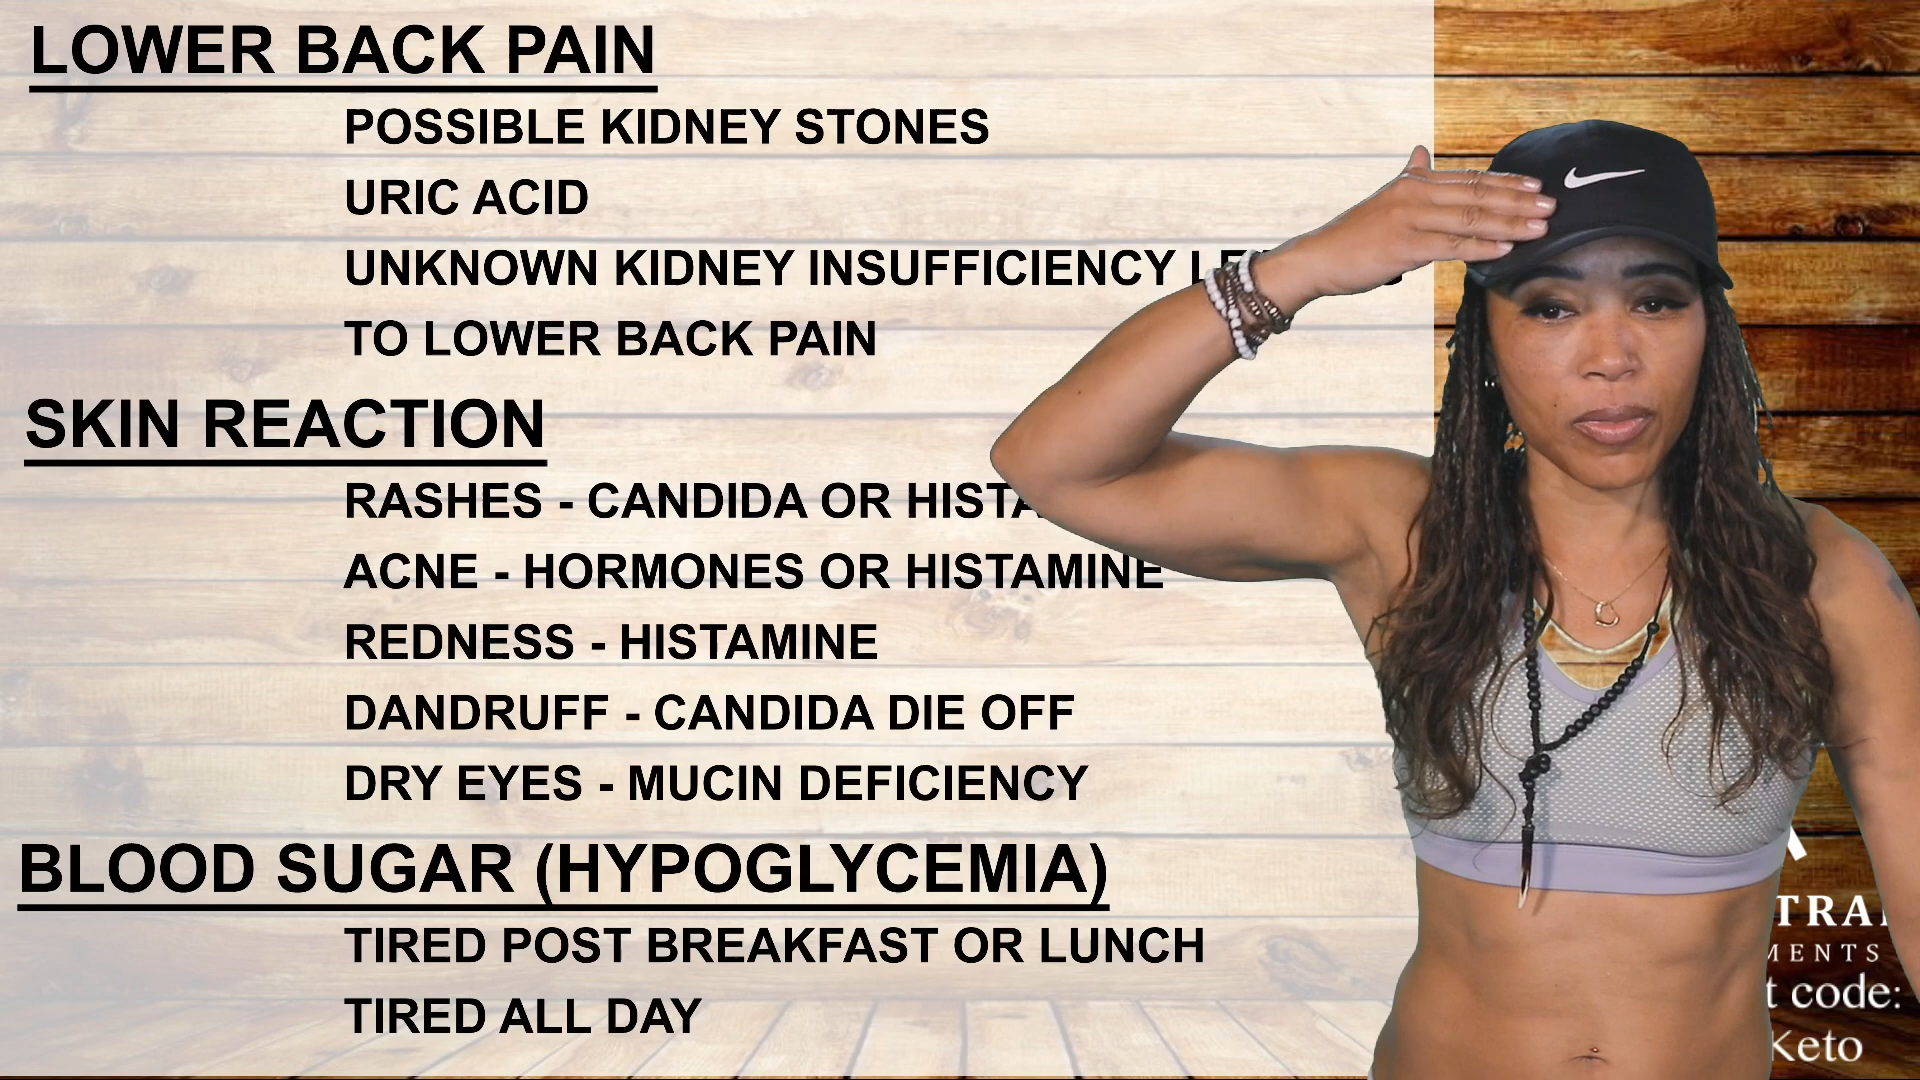 LOWER BACK PAIN
POSSIBLE KIDNEY STONES
URIC ACID
UNKNOWN KIDNEY INSUFFICIENCY
TO LOWER BACK PAIN
SKIN REACTION
RASHES - CANDIDA OR
ACNE - HORMONES OR HISTAMINE
REDNESS - HISTAMINE
DANDRUFF - CANDIDA DIE OFF
DRY EYES - MUCIN DEFICIENCY
BLOOD SUGAR (HYPOGLYCEMIA)
TIRED POST BREAKFAST OR LUNCH
TIRED ALL DAY
code:
Keto